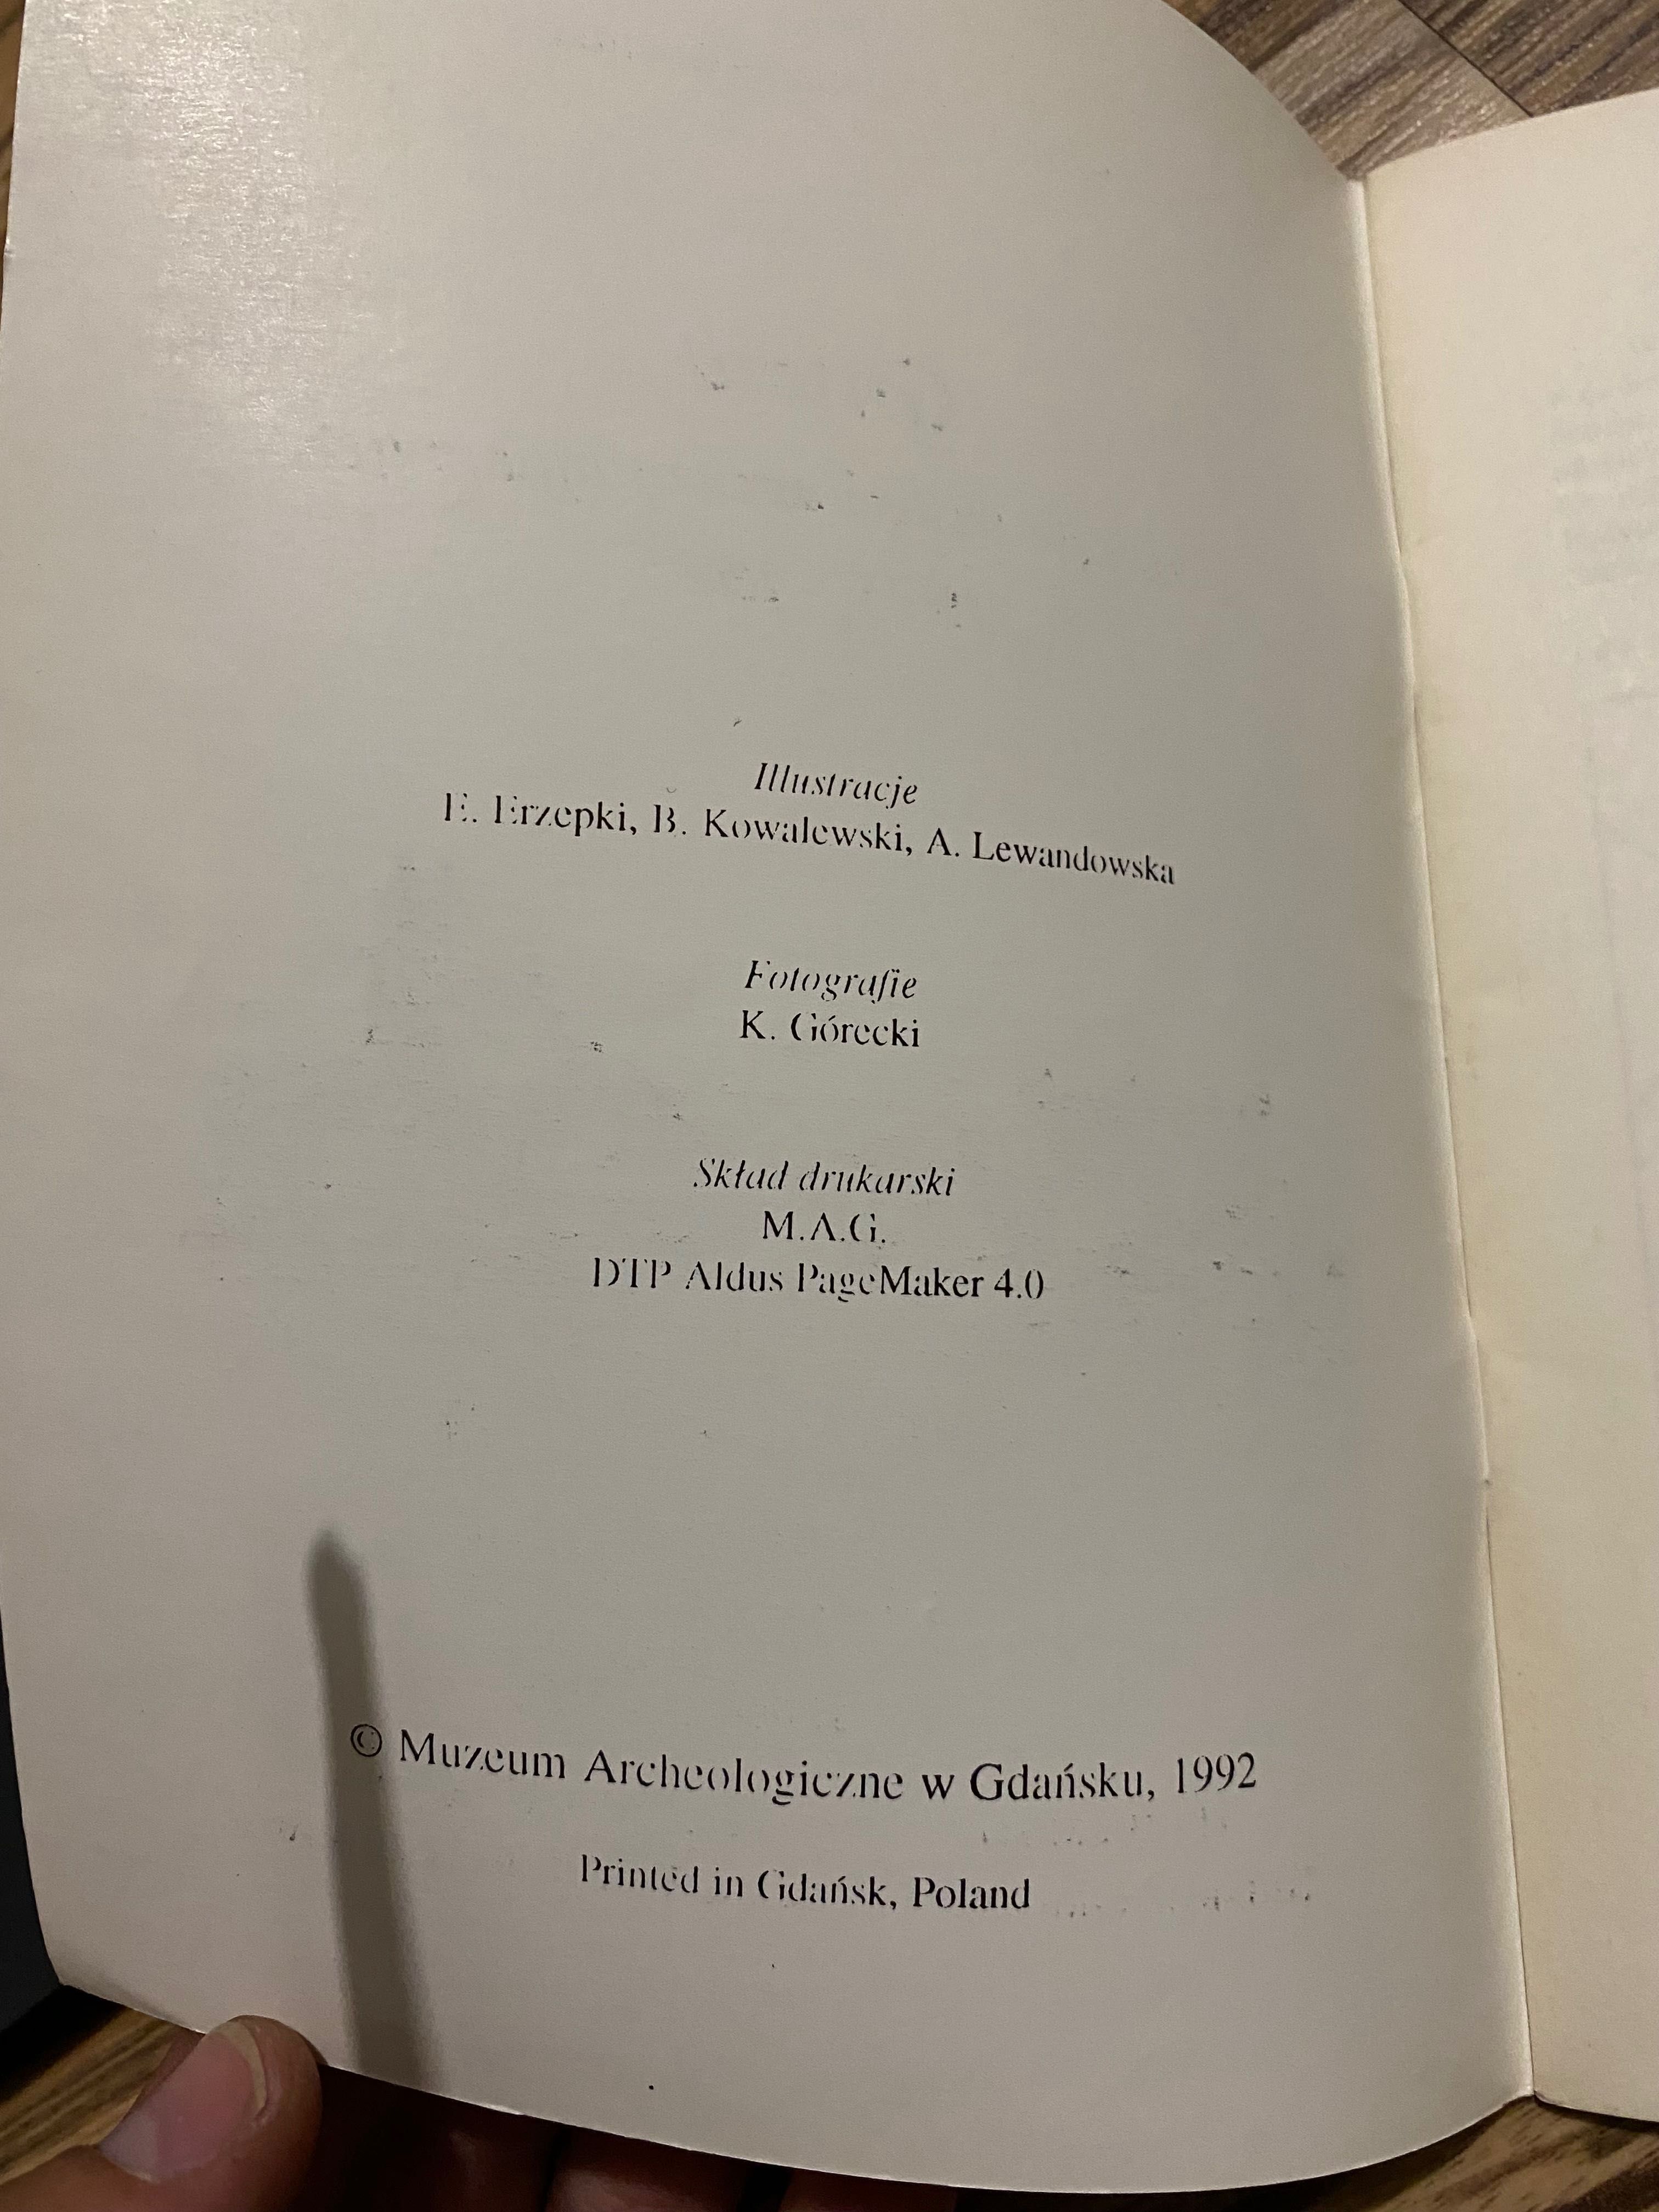 Illustracje
E. Erzepki, B. Kowalewski, A. Lewandowska
Fotografie
K. Górecki
Skład drukarski
M.A.G.
DTP Aldus PageMaker 4.0
© Muzeum Archeologiczne w Gdańsku, 1992
Printed in Gdańsk, Poland